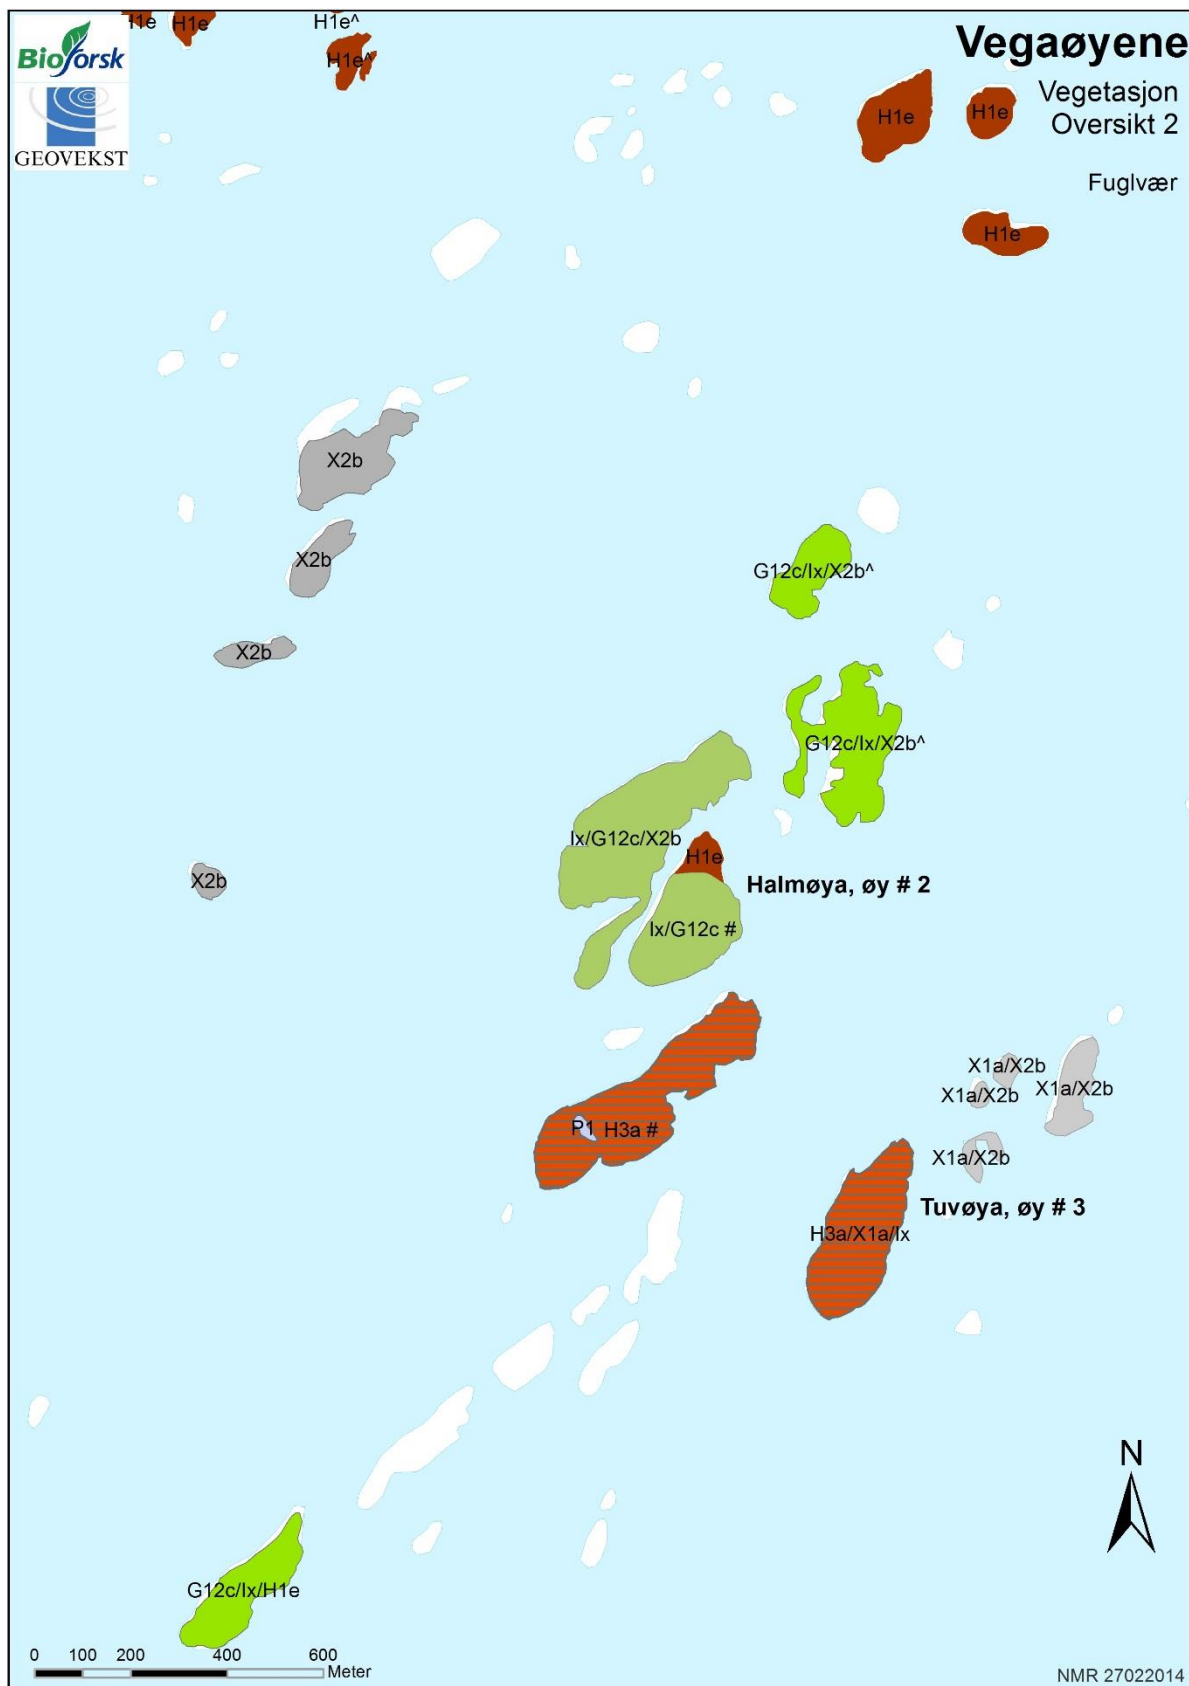 Bioforsk
GEOVEKST
H1e
H1e
H1e^
H1e^
Vegaøyene
Vegetasjon
Oversikt 2
Fuglvær
H1e
H1e
H1e
X2b
X2b
G12c/Ix/X2b^
X2b
G12c/Ix/X2b^
Ix/G12c/X2b
H1e
X2b
Halmøya, øy # 2
Ix/G12c #
X1a/X2b
X1a/X2b
X1a/X2b
P1
H3a #
X1a/X2b
Tuvøya, øy # 3
H3a/X1a/Ix
N
G12c/Ix/H1e
0 100 200 400 600
Meter
NMR 27022014